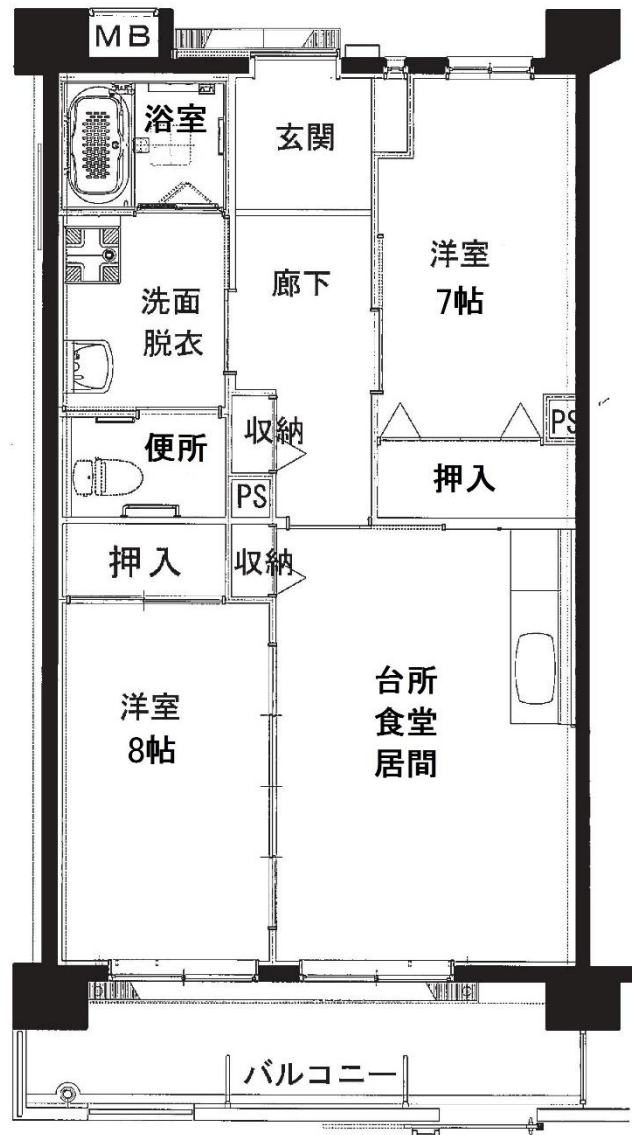 MB
浴室
玄関
洋室
7帖
廊下
洗面
脱衣
収納
PS
便所
押入
PS
押入
収納
洋室
8帖
台所
食堂
居間
バルコニー